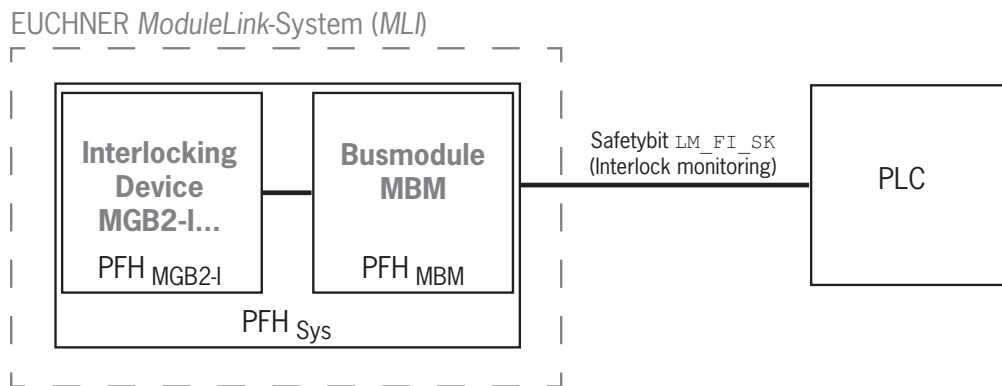 EUCHNER ModuleLink-System (MLI)
Interlocking
Device
MGB2-I...
PFH MGB2-I
Busmodule
MBM
PFH MBM
PFH Sys
Safetybit LM_FI_SK
(Interlock monitoring)
PLC